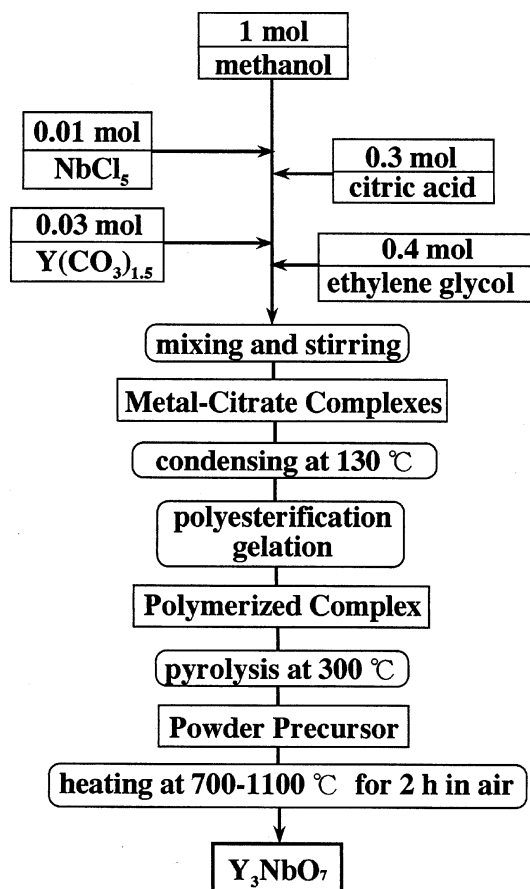 1 mol
methanol
0.01 mol
NbCl₅
0.3 mol
citric acid
0.03 mol
Y(CO₃)₁.₅
0.4 mol
ethylene glycol
mixing and stirring
Metal-Citrate Complexes
condensing at 130 ℃
polyesterification
gelation
Polymerized Complex
pyrolysis at 300 ℃
Powder Precursor
heating at 700-1100 ℃ for 2 h in air
Y₃NbO₇